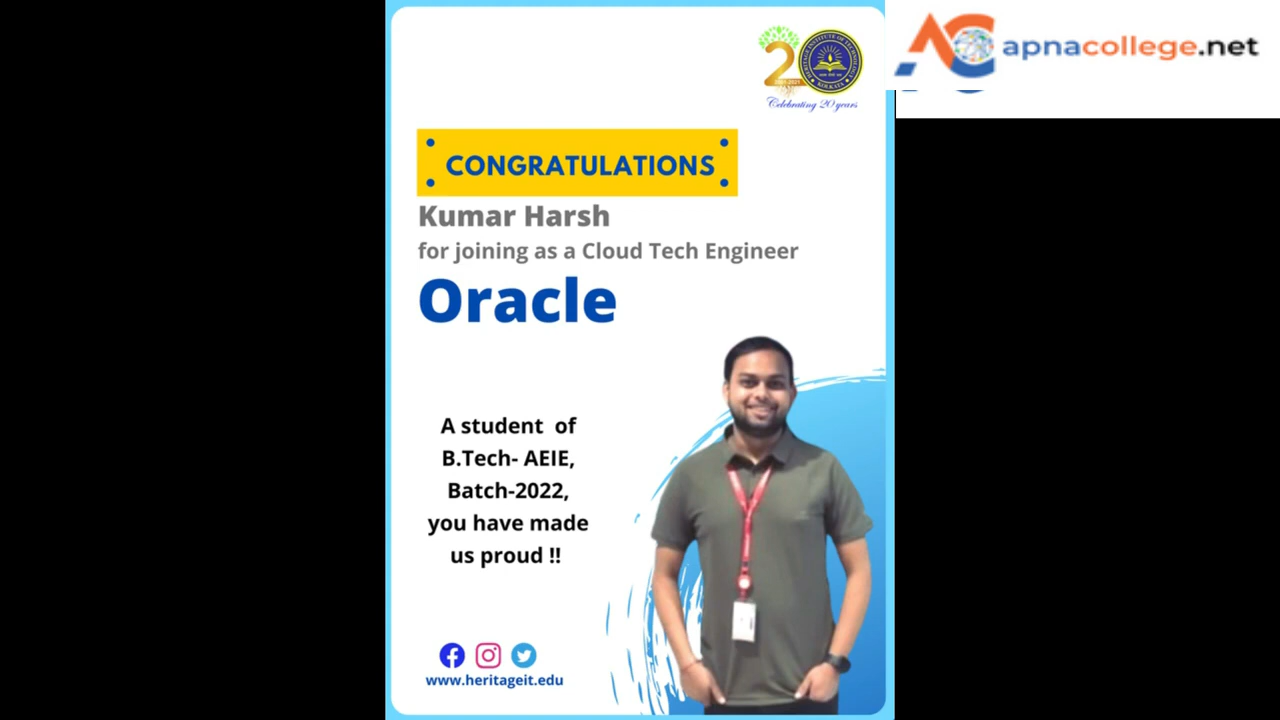 apnacollege.net
20
Celebrating 20 years
CONGRATULATIONS
Kumar Harsh
for joining as a Cloud Tech Engineer
Oracle
A student of
B.Tech- AEIE,
Batch-2022,
you have made
us proud !!
www.heritageit.edu